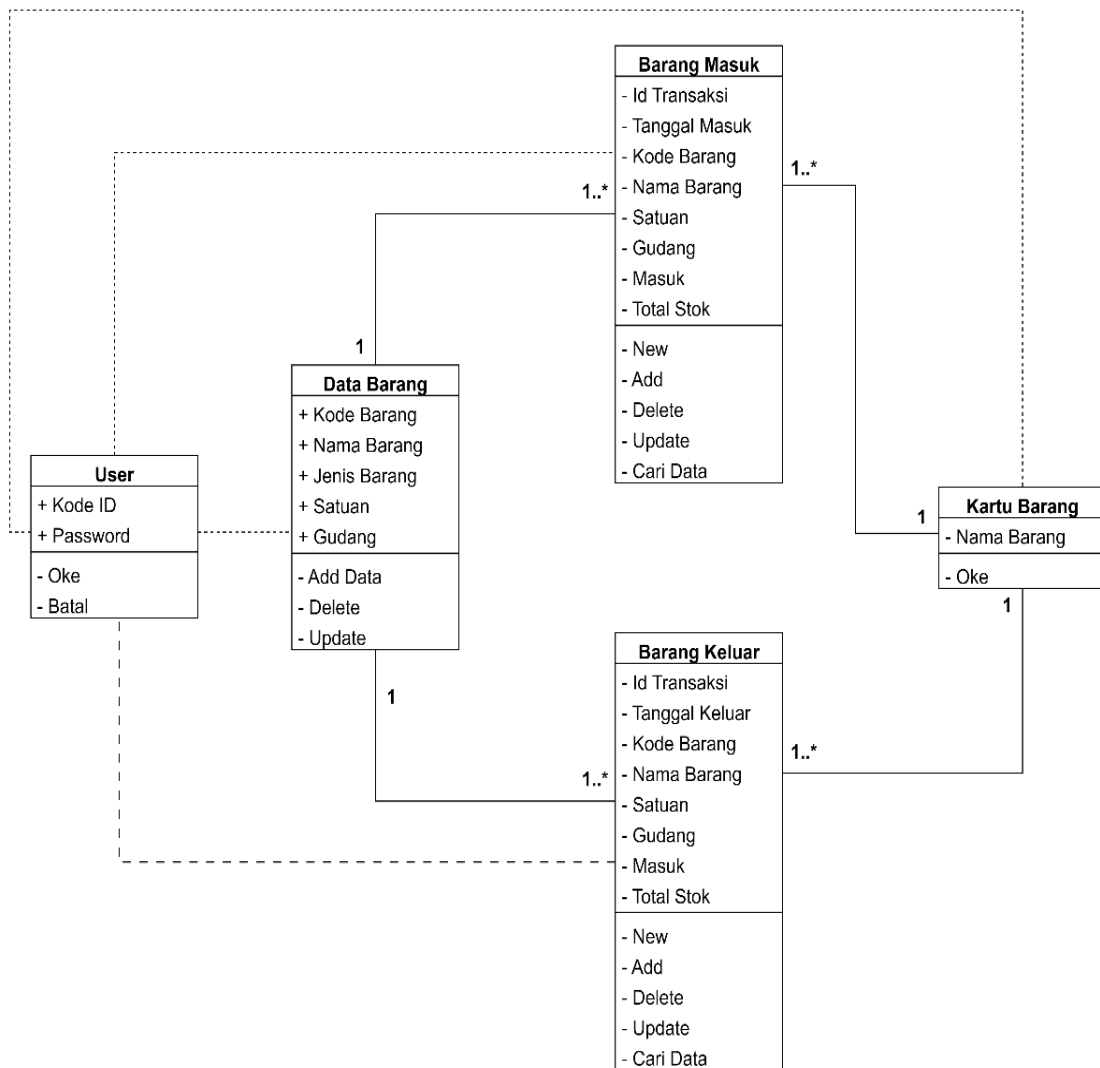 Barang Masuk
- Id Transaksi
- Tanggal Masuk
- Kode Barang
- Nama Barang
- Satuan
- Gudang
- Masuk
- Total Stok
- New
- Add
- Delete
- Update
- Cari Data
1..*
1..*
1
Data Barang
+ Kode Barang
+ Nama Barang
+ Jenis Barang
+ Satuan
+ Gudang
- Add Data
- Delete
- Update
1
User
+ Kode ID
+ Password
- Oke
- Batal
1
Kartu Barang
- Nama Barang
- Oke
1
Barang Keluar
- Id Transaksi
- Tanggal Keluar
- Kode Barang
- Nama Barang
- Satuan
- Gudang
- Masuk
- Total Stok
- New
- Add
- Delete
- Update
- Cari Data
1..*
1..*